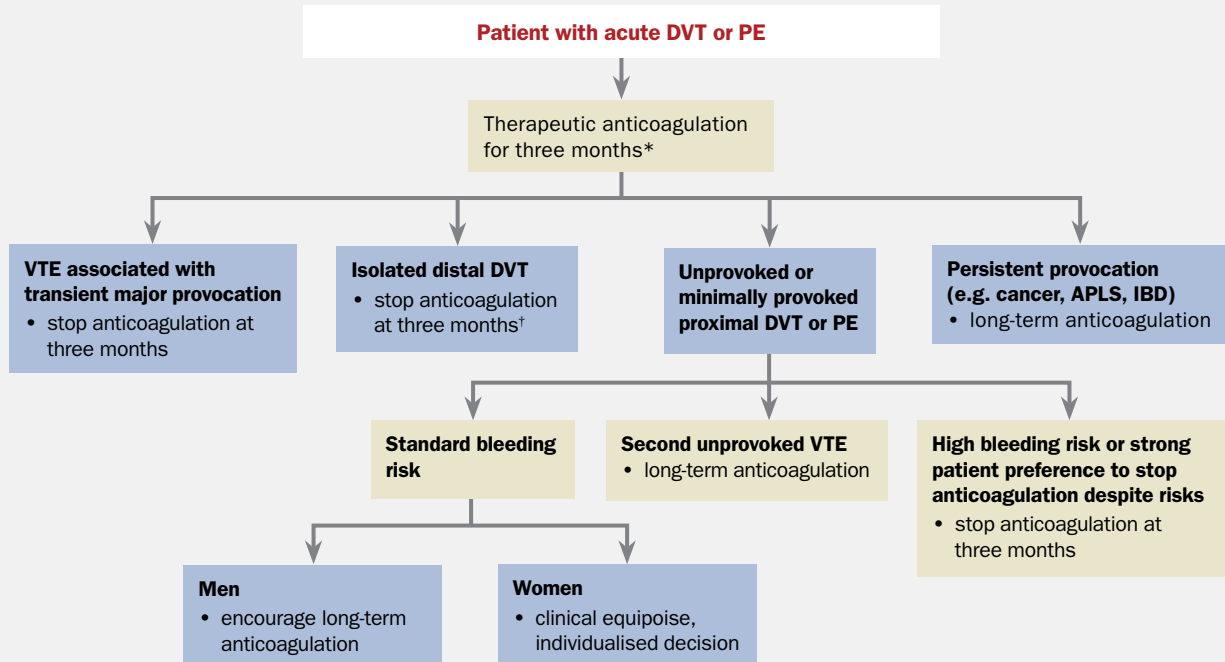 Patient with acute DVT or PE
Therapeutic anticoagulation
for three months*
VTE associated with
transient major provocation
• stop anticoagulation at
three months
Isolated distal DVT
• stop anticoagulation
at three months†
Unprovoked or
minimally provoked
proximal DVT or PE
Persistent provocation
(e.g. cancer, APLS, IBD)
• long-term anticoagulation
Standard bleeding
risk
Second unprovoked VTE
• long-term anticoagulation
High bleeding risk or strong
patient preference to stop
anticoagulation despite risks
• stop anticoagulation at
three months
Men
• encourage long-term
anticoagulation
Women
• clinical equipoise,
individualised decision